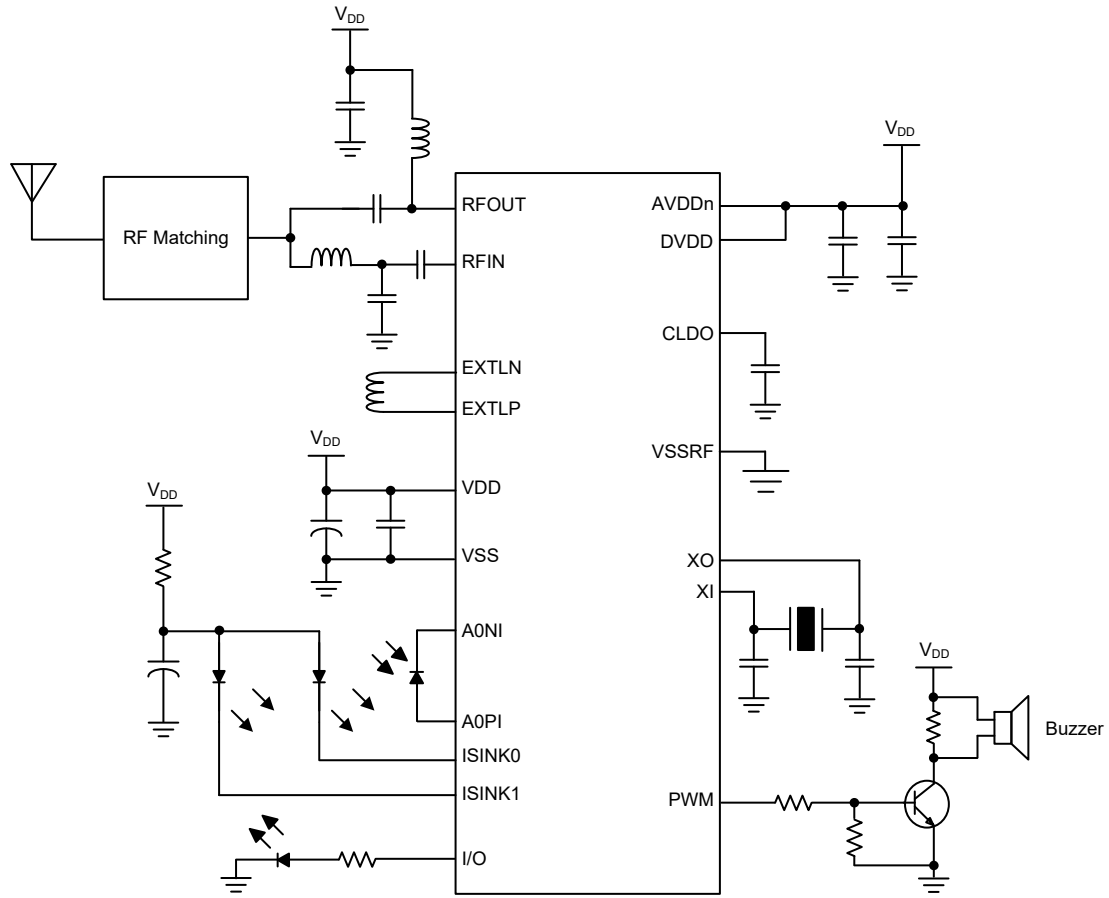 VDD
VDD
RFOUT
AVDDn
RF Matching
DVDD
RFIN
CLDO
EXTLN
EXTLP
VDD
VSSRF
VDD
VDD
VSS
XO
XI
A0NI
VDD
A0PI
Buzzer
ISINK0
ISINK1
PWM
I/O